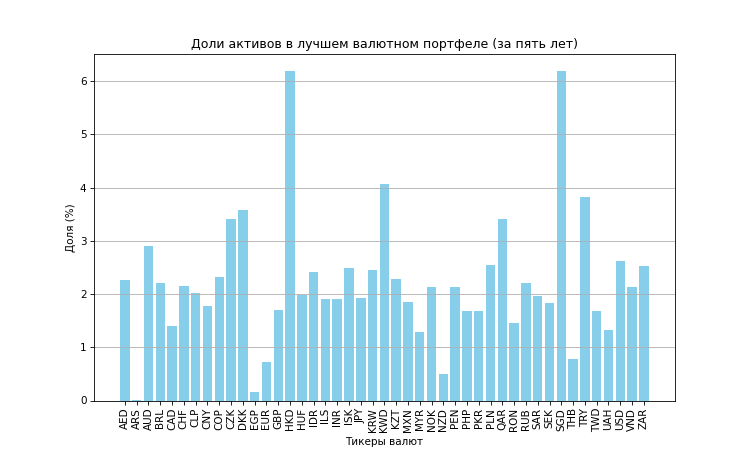 Доли активов в лучшем валютном портфеле (за пять лет)
Доля (%)
6
5
4
3
2
1
0
AED ARS AUD BRL CAD CHF CLP CNY COP CZK DKK EGP EUR GBP HKD HUF IDR ILS INR ISK JPY KRW KWD KZT MXN MYR NOK NZD PEN PHP PKR PLN QAR RON RUB SAR SEK SGD THB TRY TWD UAH USD VND ZAR
Тикеры валют